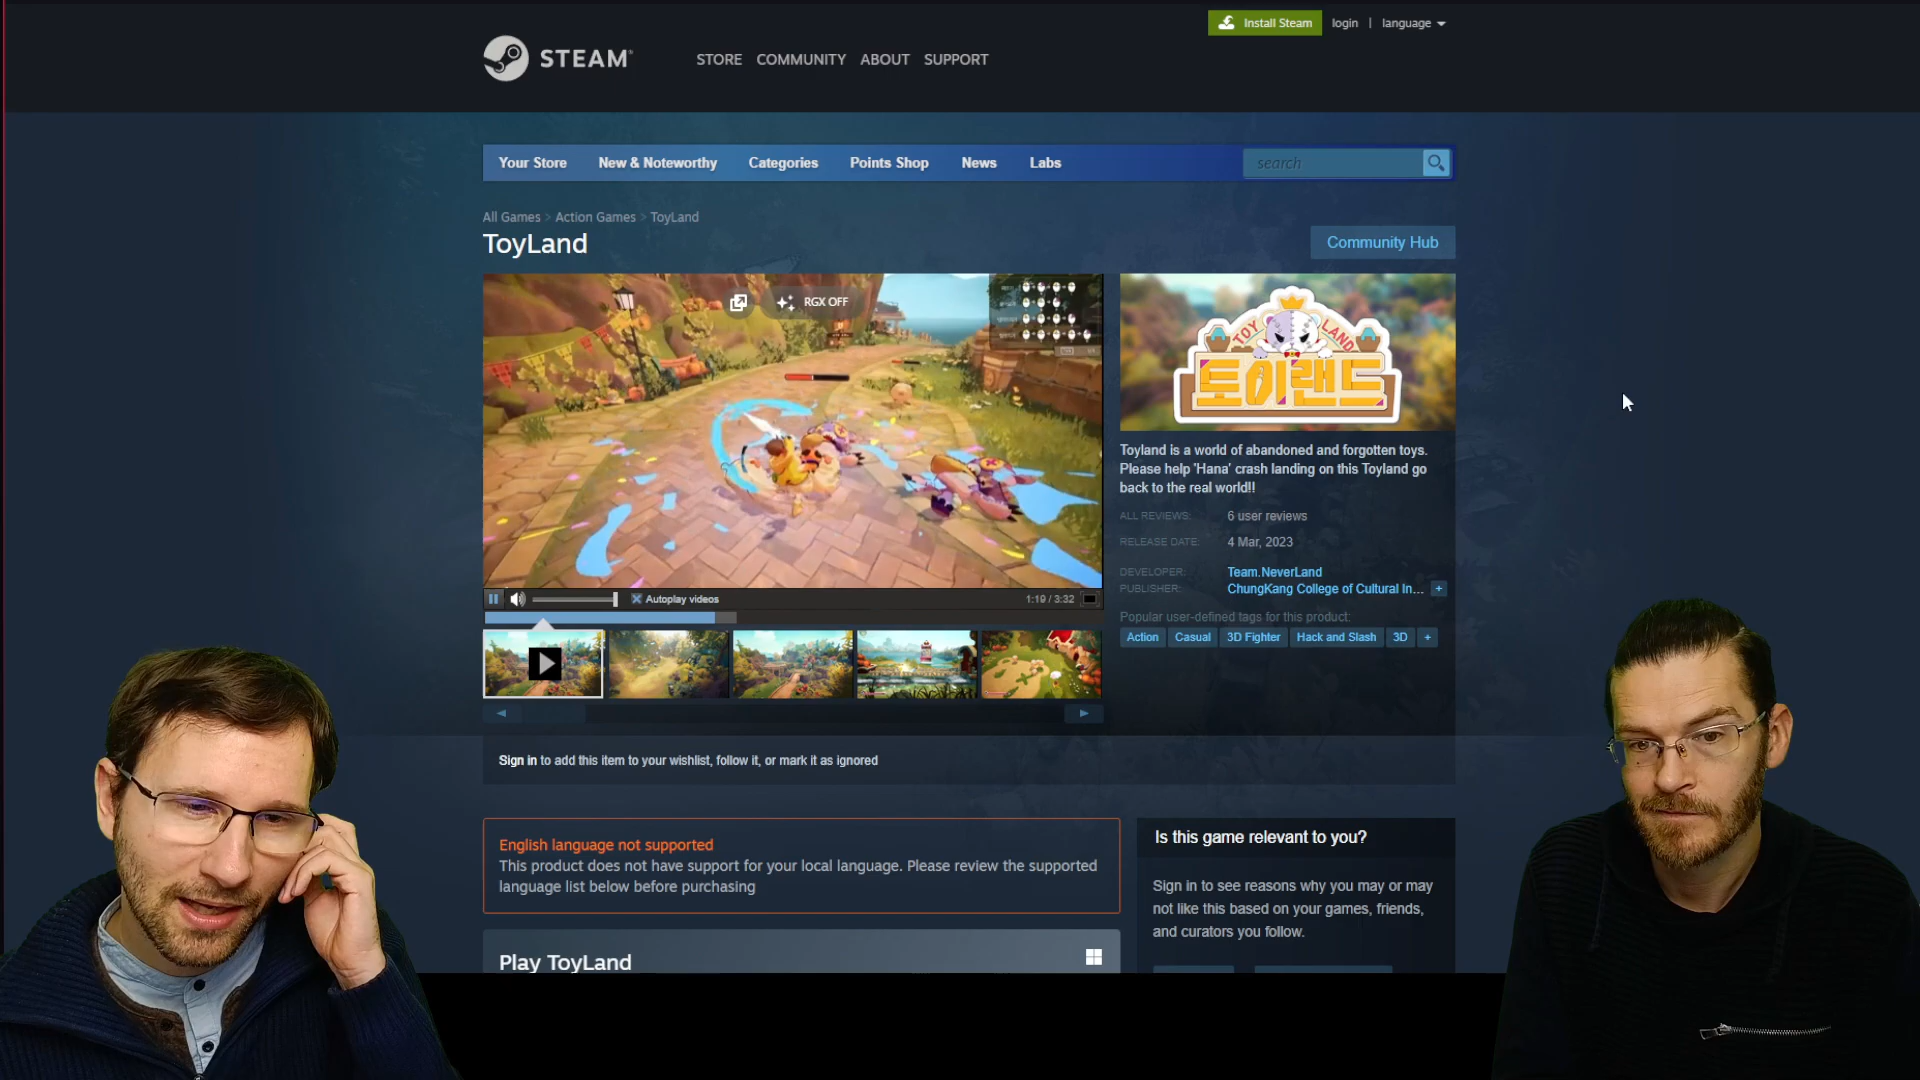 Install Steam
login
|
language
STEAM®
STORE
COMMUNITY
ABOUT
SUPPORT
Your Store
New & Noteworthy
Categories
Points Shop
News
Labs
search
All Games > Action Games > ToyLand
ToyLand
Community Hub
RGX OFF
TOY LAND
토이랜드
Toyland is a world of abandoned and forgotten toys.
Please help 'Hana' crash landing on this Toyland go
back to the real world!!
ALL REVIEWS:
6 user reviews
RELEASE DATE:
4 Mar, 2023
DEVELOPER:
Team.NeverLand
PUBLISHER:
ChungKang College of Cultural In...
+
Popular user-defined tags for this product:
Action
Casual
3D Fighter
Hack and Slash
3D
+
Autoplay videos
1:19 / 3:32
Sign in to add this item to your wishlist, follow it, or mark it as ignored
English language not supported
This product does not have support for your local language. Please review the supported
language list below before purchasing
Is this game relevant to you?
Sign in to see reasons why you may or may
not like this based on your games, friends,
and curators you follow.
Play ToyLand